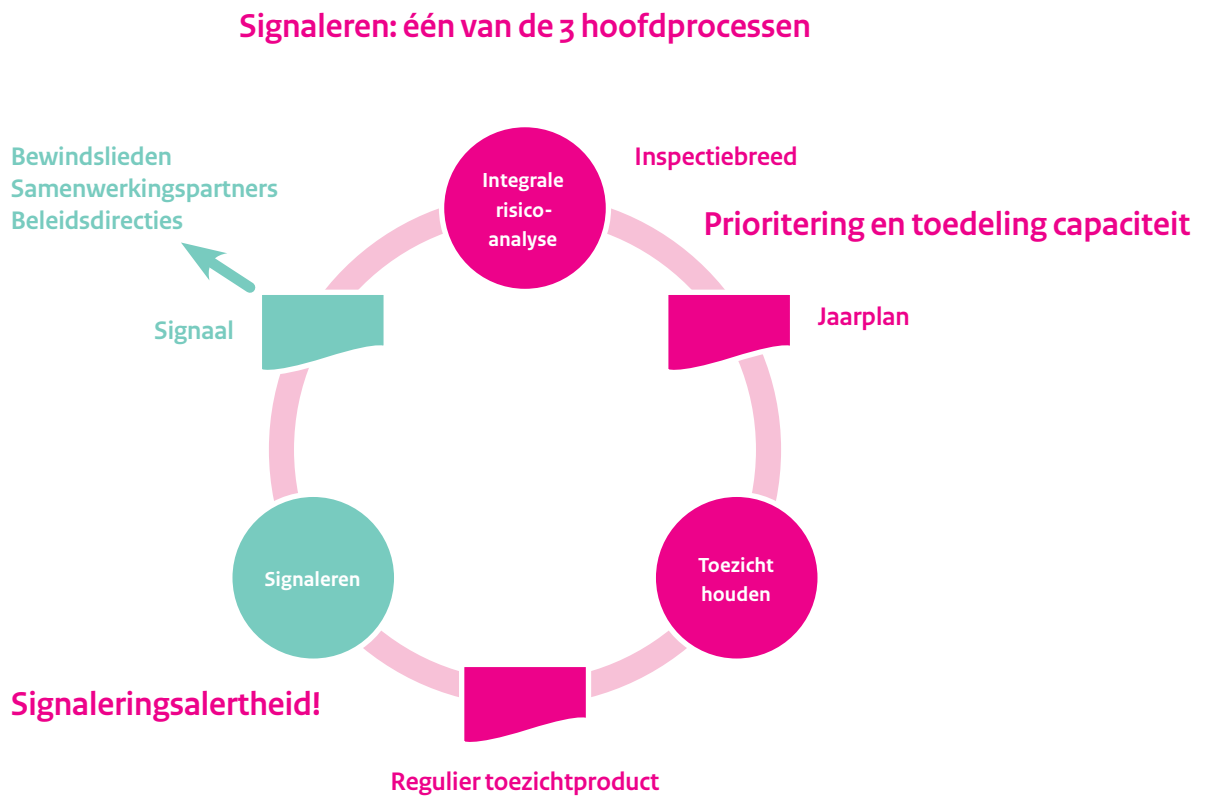 Signaleren: één van de 3 hoofdprocessen
Bewindslieden
Samenwerkingspartners
Beleidsdirecties
Integrale
risico-
analyse
Inspectiebreed
Prioritering en toedeling capaciteit
Signaal
Jaarplan
Signaleren
Toezicht
houden
Signaleringsalertheid!
Regulier toezichtproduct